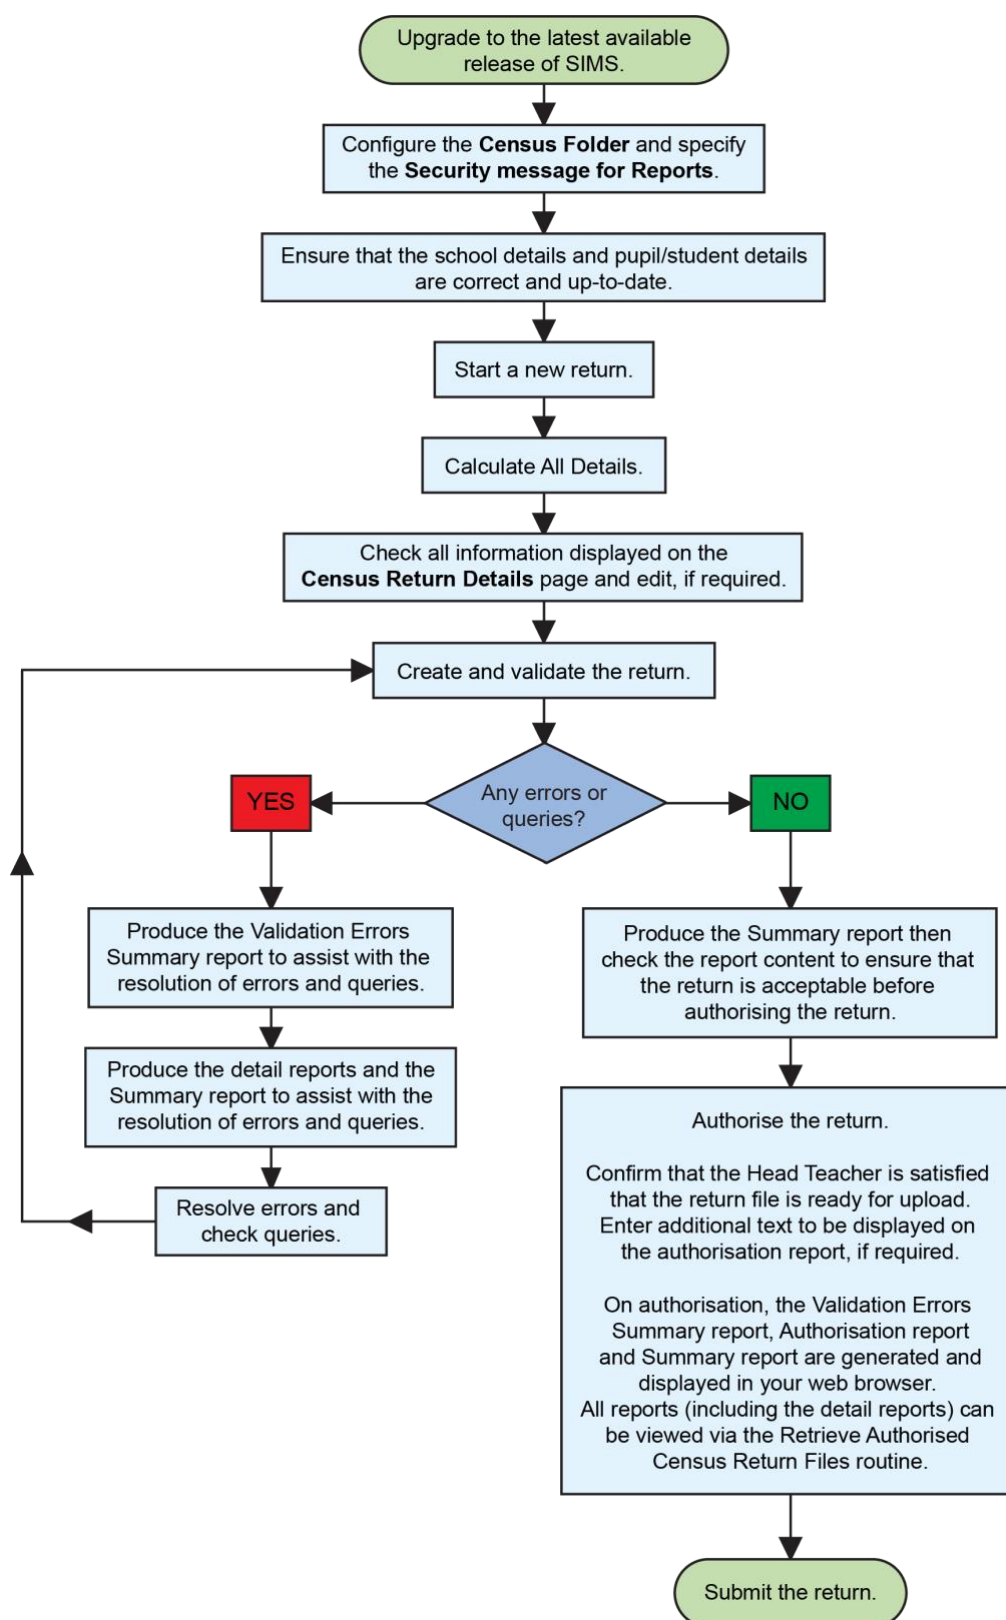 Upgrade to the latest available
release of SIMS.
Configure the Census Folder and specify
the Security message for Reports.
Ensure that the school details and pupil/student details
are correct and up-to-date.
Start a new return.
Calculate All Details.
Check all information displayed on the
Census Return Details page and edit, if required.
Create and validate the return.
Any errors or
queries?
YES
NO
Produce the Validation Errors
Summary report to assist with the
resolution of errors and queries.
Produce the detail reports and the
Summary report to assist with the
resolution of errors and queries.
Resolve errors and
check queries.
Produce the Summary report then
check the report content to ensure that
the return is acceptable before
authorising the return.
Authorise the return.
Confirm that the Head Teacher is satisfied
that the return file is ready for upload.
Enter additional text to be displayed on
the authorisation report, if required.
On authorisation, the Validation Errors
Summary report, Authorisation report
and Summary report are generated and
displayed in your web browser.
All reports (including the detail reports) can
be viewed via the Retrieve Authorised
Census Return Files routine.
Submit the return.